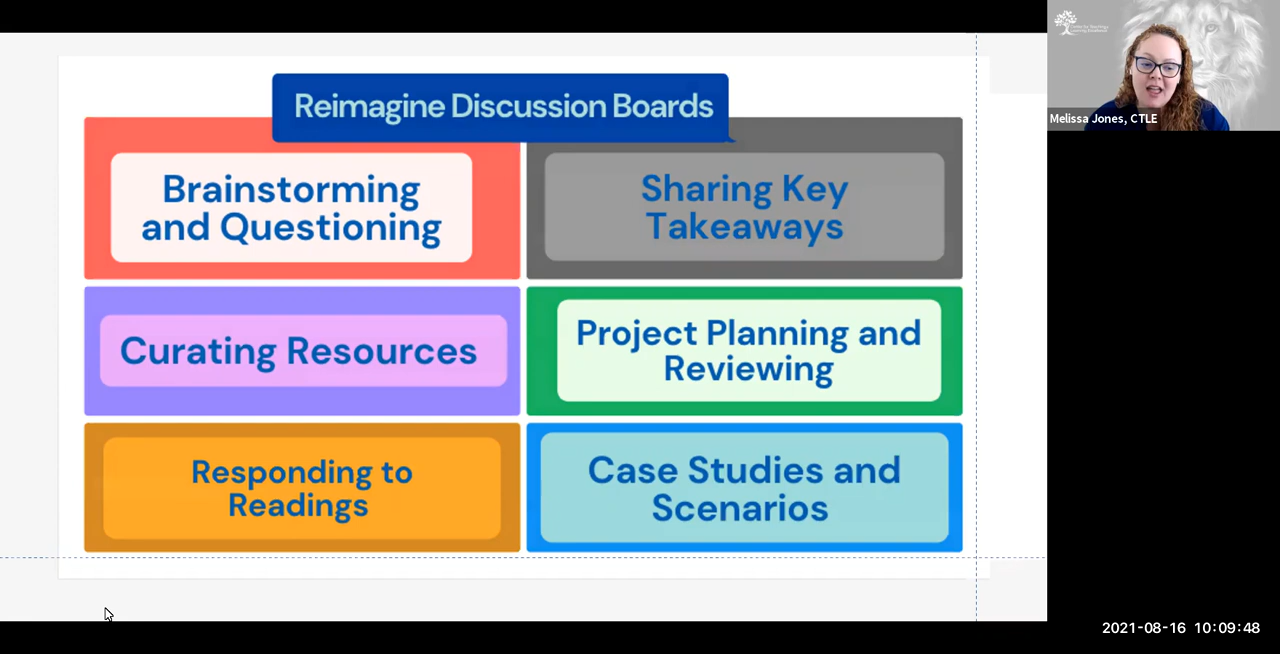 Reimagine Discussion Boards
Brainstorming
and Questioning
Sharing Key
Takeaways
Curating Resources
Project Planning and
Reviewing
Responding to
Readings
Case Studies and
Scenarios
Melissa Jones, CTLE
2021-08-16 10:09:48